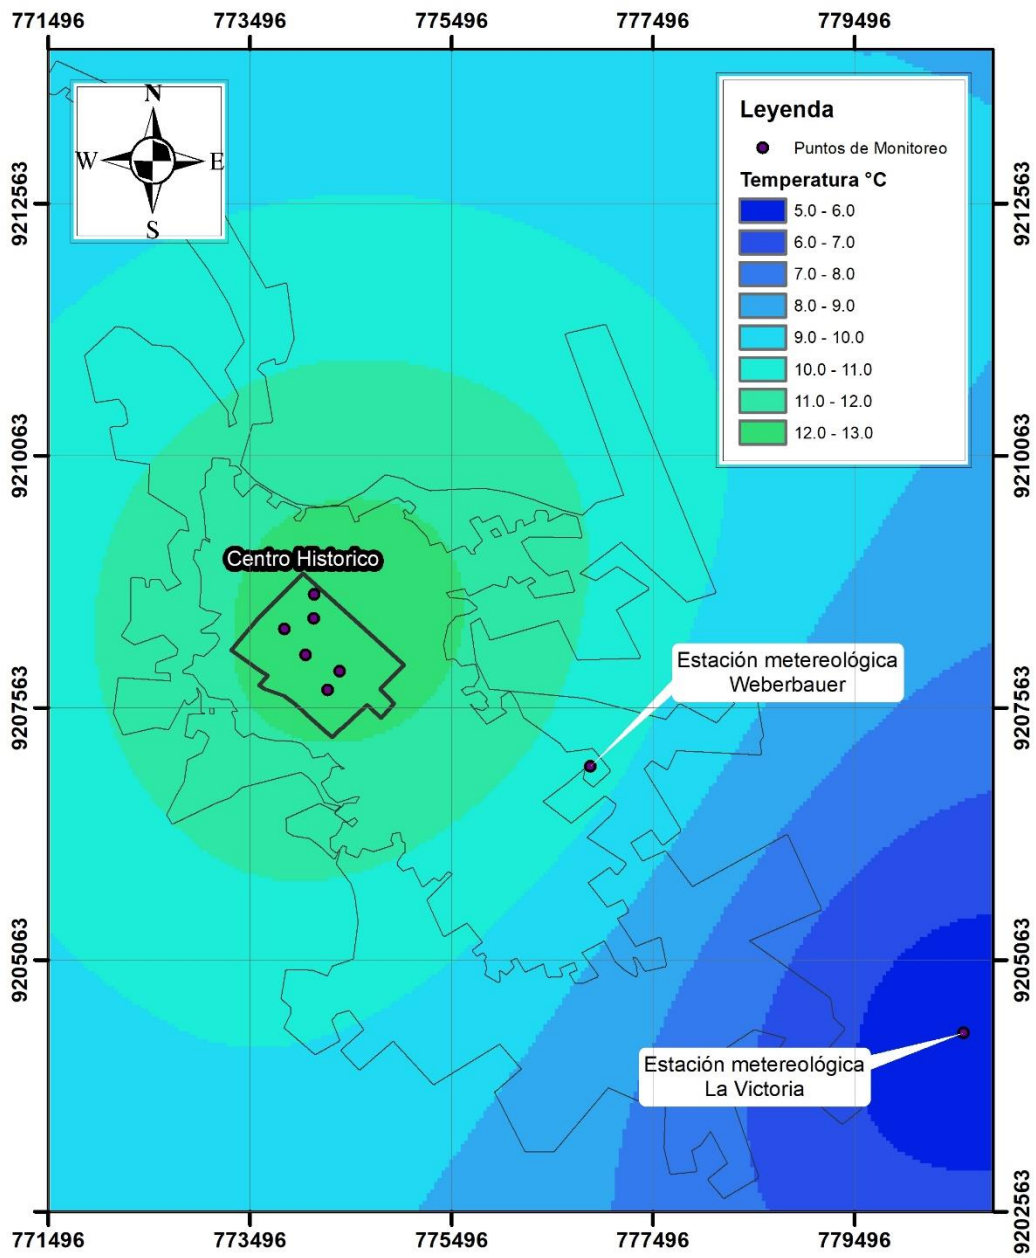 771496 773496 775496 777496 779496
N
W E
S
Leyenda
Puntos de Monitoreo
Temperatura °C
5.0 - 6.0
6.0 - 7.0
7.0 - 8.0
8.0 - 9.0
9.0 - 10.0
10.0 - 11.0
11.0 - 12.0
12.0 - 13.0
9212563 9212563
9210063 9210063
Centro Historico
Estación metereológica
Weberbauer
9207563 9207563
9205063 9205063
Estación metereológica
La Victoria
9202563
771496 773496 775496 777496 779496